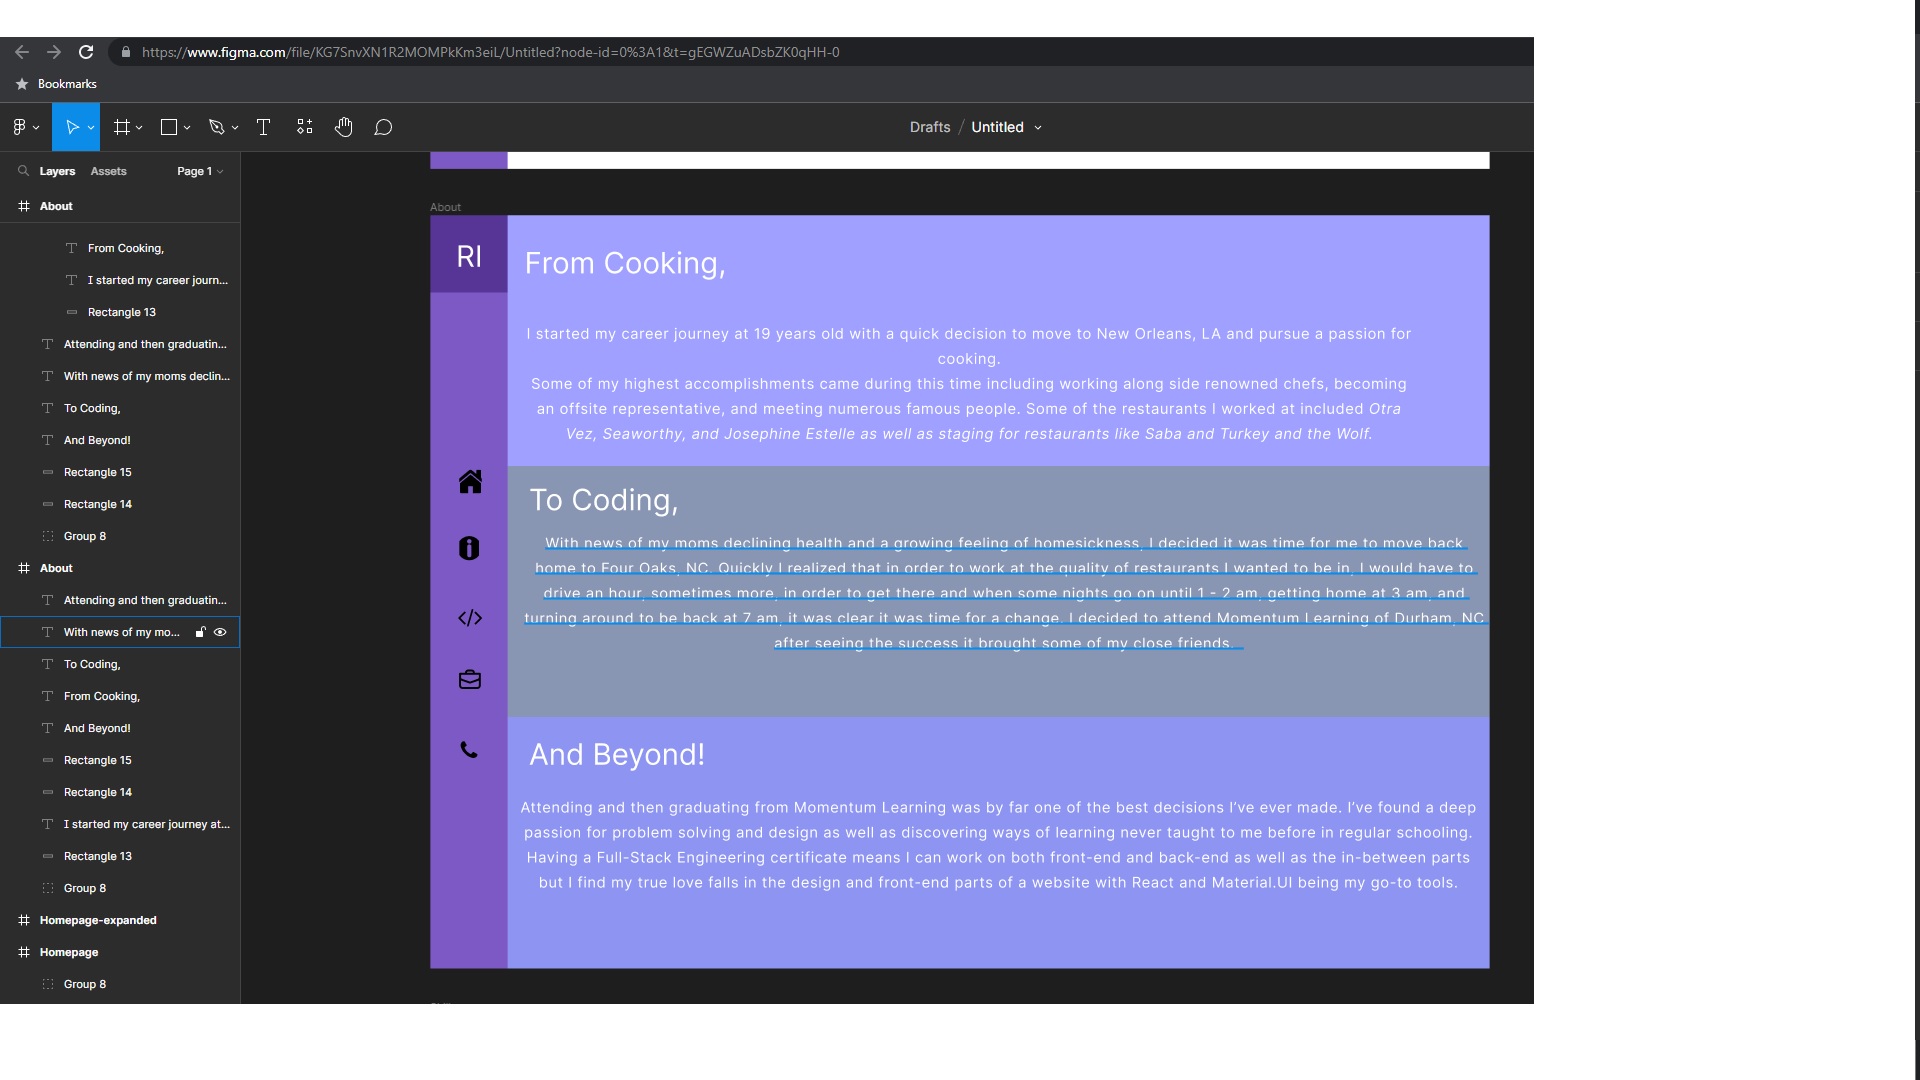 https://www.figma.com/file/KG7SnvXN1R2MOMPkKm3eiL/Untitled?node-id=0%3A1&t=gEGWZuADsbZK0qHH-0
Bookmarks
Drafts / Untitled
Layers Assets Page 1
About
From Cooking,
I started my career journ...
Rectangle 13
Attending and then graduatin...
With news of my moms declin...
To Coding,
And Beyond!
Rectangle 15
Rectangle 14
Group 8
About
Attending and then graduatin...
With news of my mo...
To Coding,
From Cooking,
And Beyond!
Rectangle 15
Rectangle 14
I started my career journey at...
Rectangle 13
Group 8
Homepage-expanded
Homepage
Group 8
About
RI
From Cooking,
I started my career journey at 19 years old with a quick decision to move to New Orleans, LA and pursue a passion for
cooking.
Some of my highest accomplishments came during this time including working along side renowned chefs, becoming
an offsite representative, and meeting numerous famous people. Some of the restaurants I worked at included Otra
Vez, Seaworthy, and Josephine Estelle as well as staging for restaurants like Saba and Turkey and the Wolf.
To Coding,
With news of my moms declining health and a growing feeling of homesickness, I decided it was time for me to move back
home to Four Oaks, NC. Quickly I realized that in order to work at the quality of restaurants I wanted to be in, I would have to
drive an hour, sometimes more, in order to get there and when some nights go on until 1 - 2 am, getting home at 3 am, and
turning around to be back at 7 am, it was clear it was time for a change. I decided to attend Momentum Learning of Durham, NC
after seeing the success it brought some of my close friends.
And Beyond!
Attending and then graduating from Momentum Learning was by far one of the best decisions I've ever made. I've found a deep
passion for problem solving and design as well as discovering ways of learning never taught to me before in regular schooling.
Having a Full-Stack Engineering certificate means I can work on both front-end and back-end as well as the in-between parts
but I find my true love falls in the design and front-end parts of a website with React and Material.UI being my go-to tools.